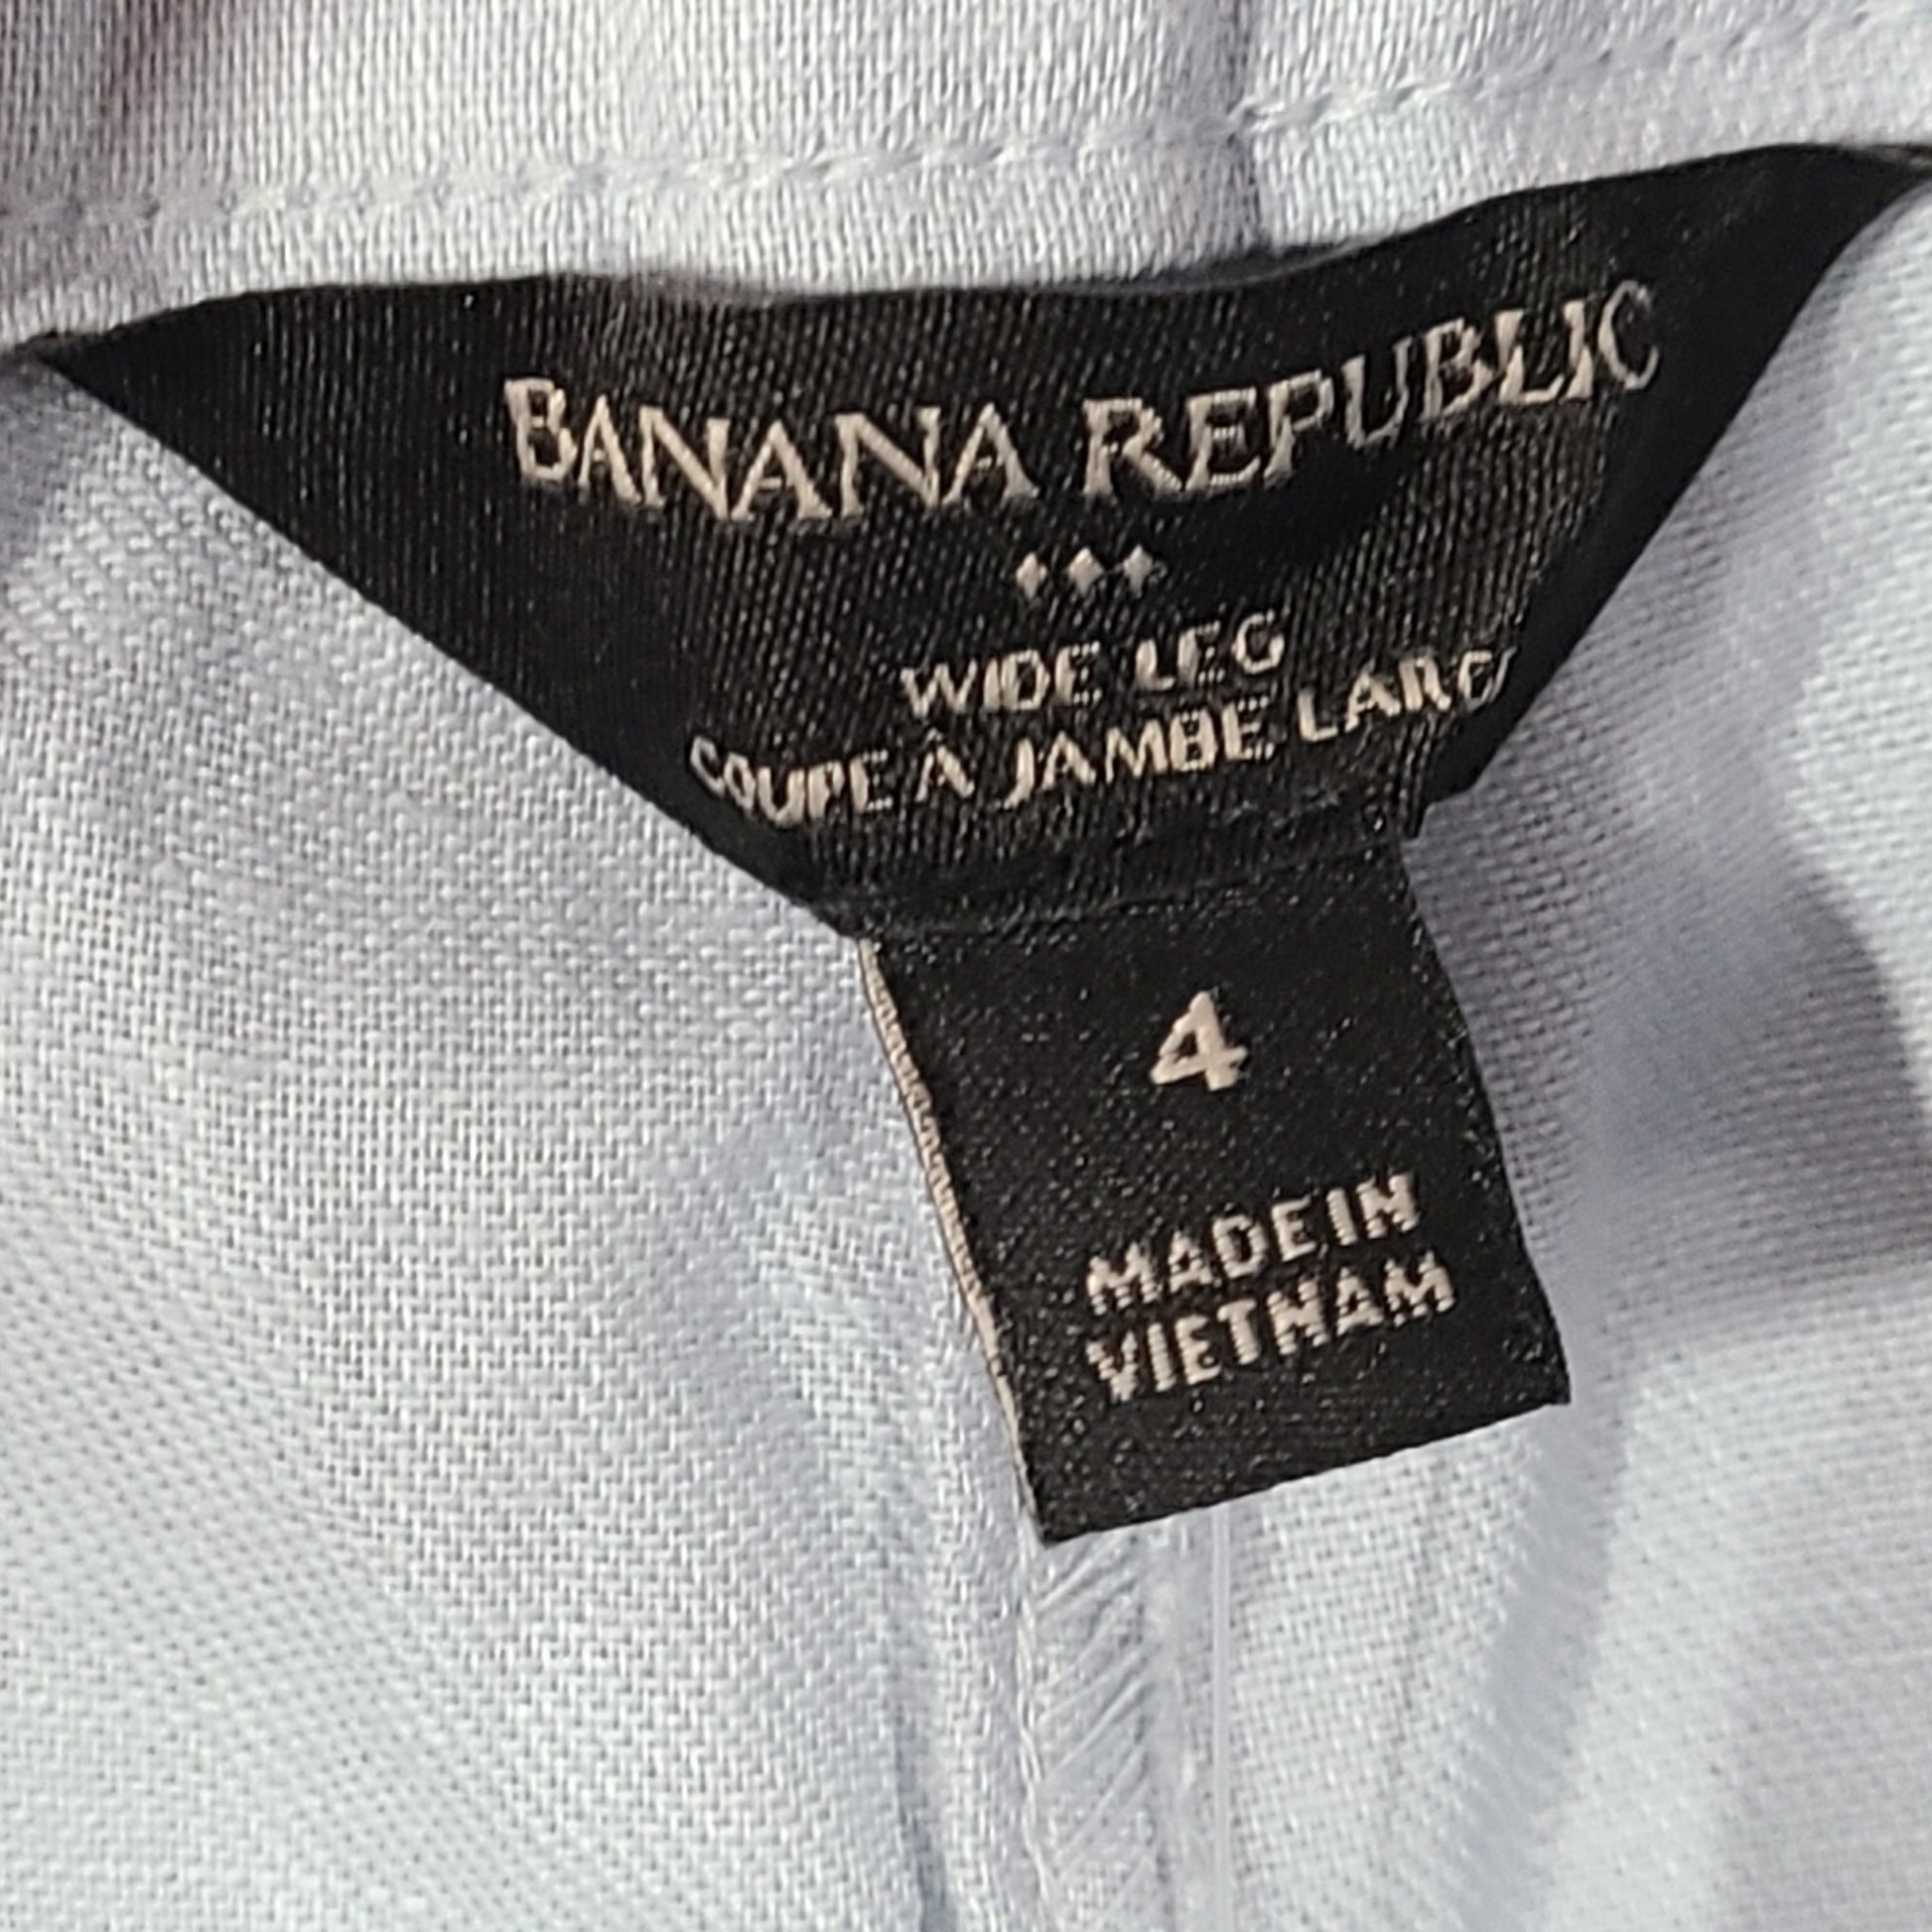 BANANA REPUBLIC
WIDE LEG
COUPE À JAMBE LARG
4
MADE IN
VIETNAM